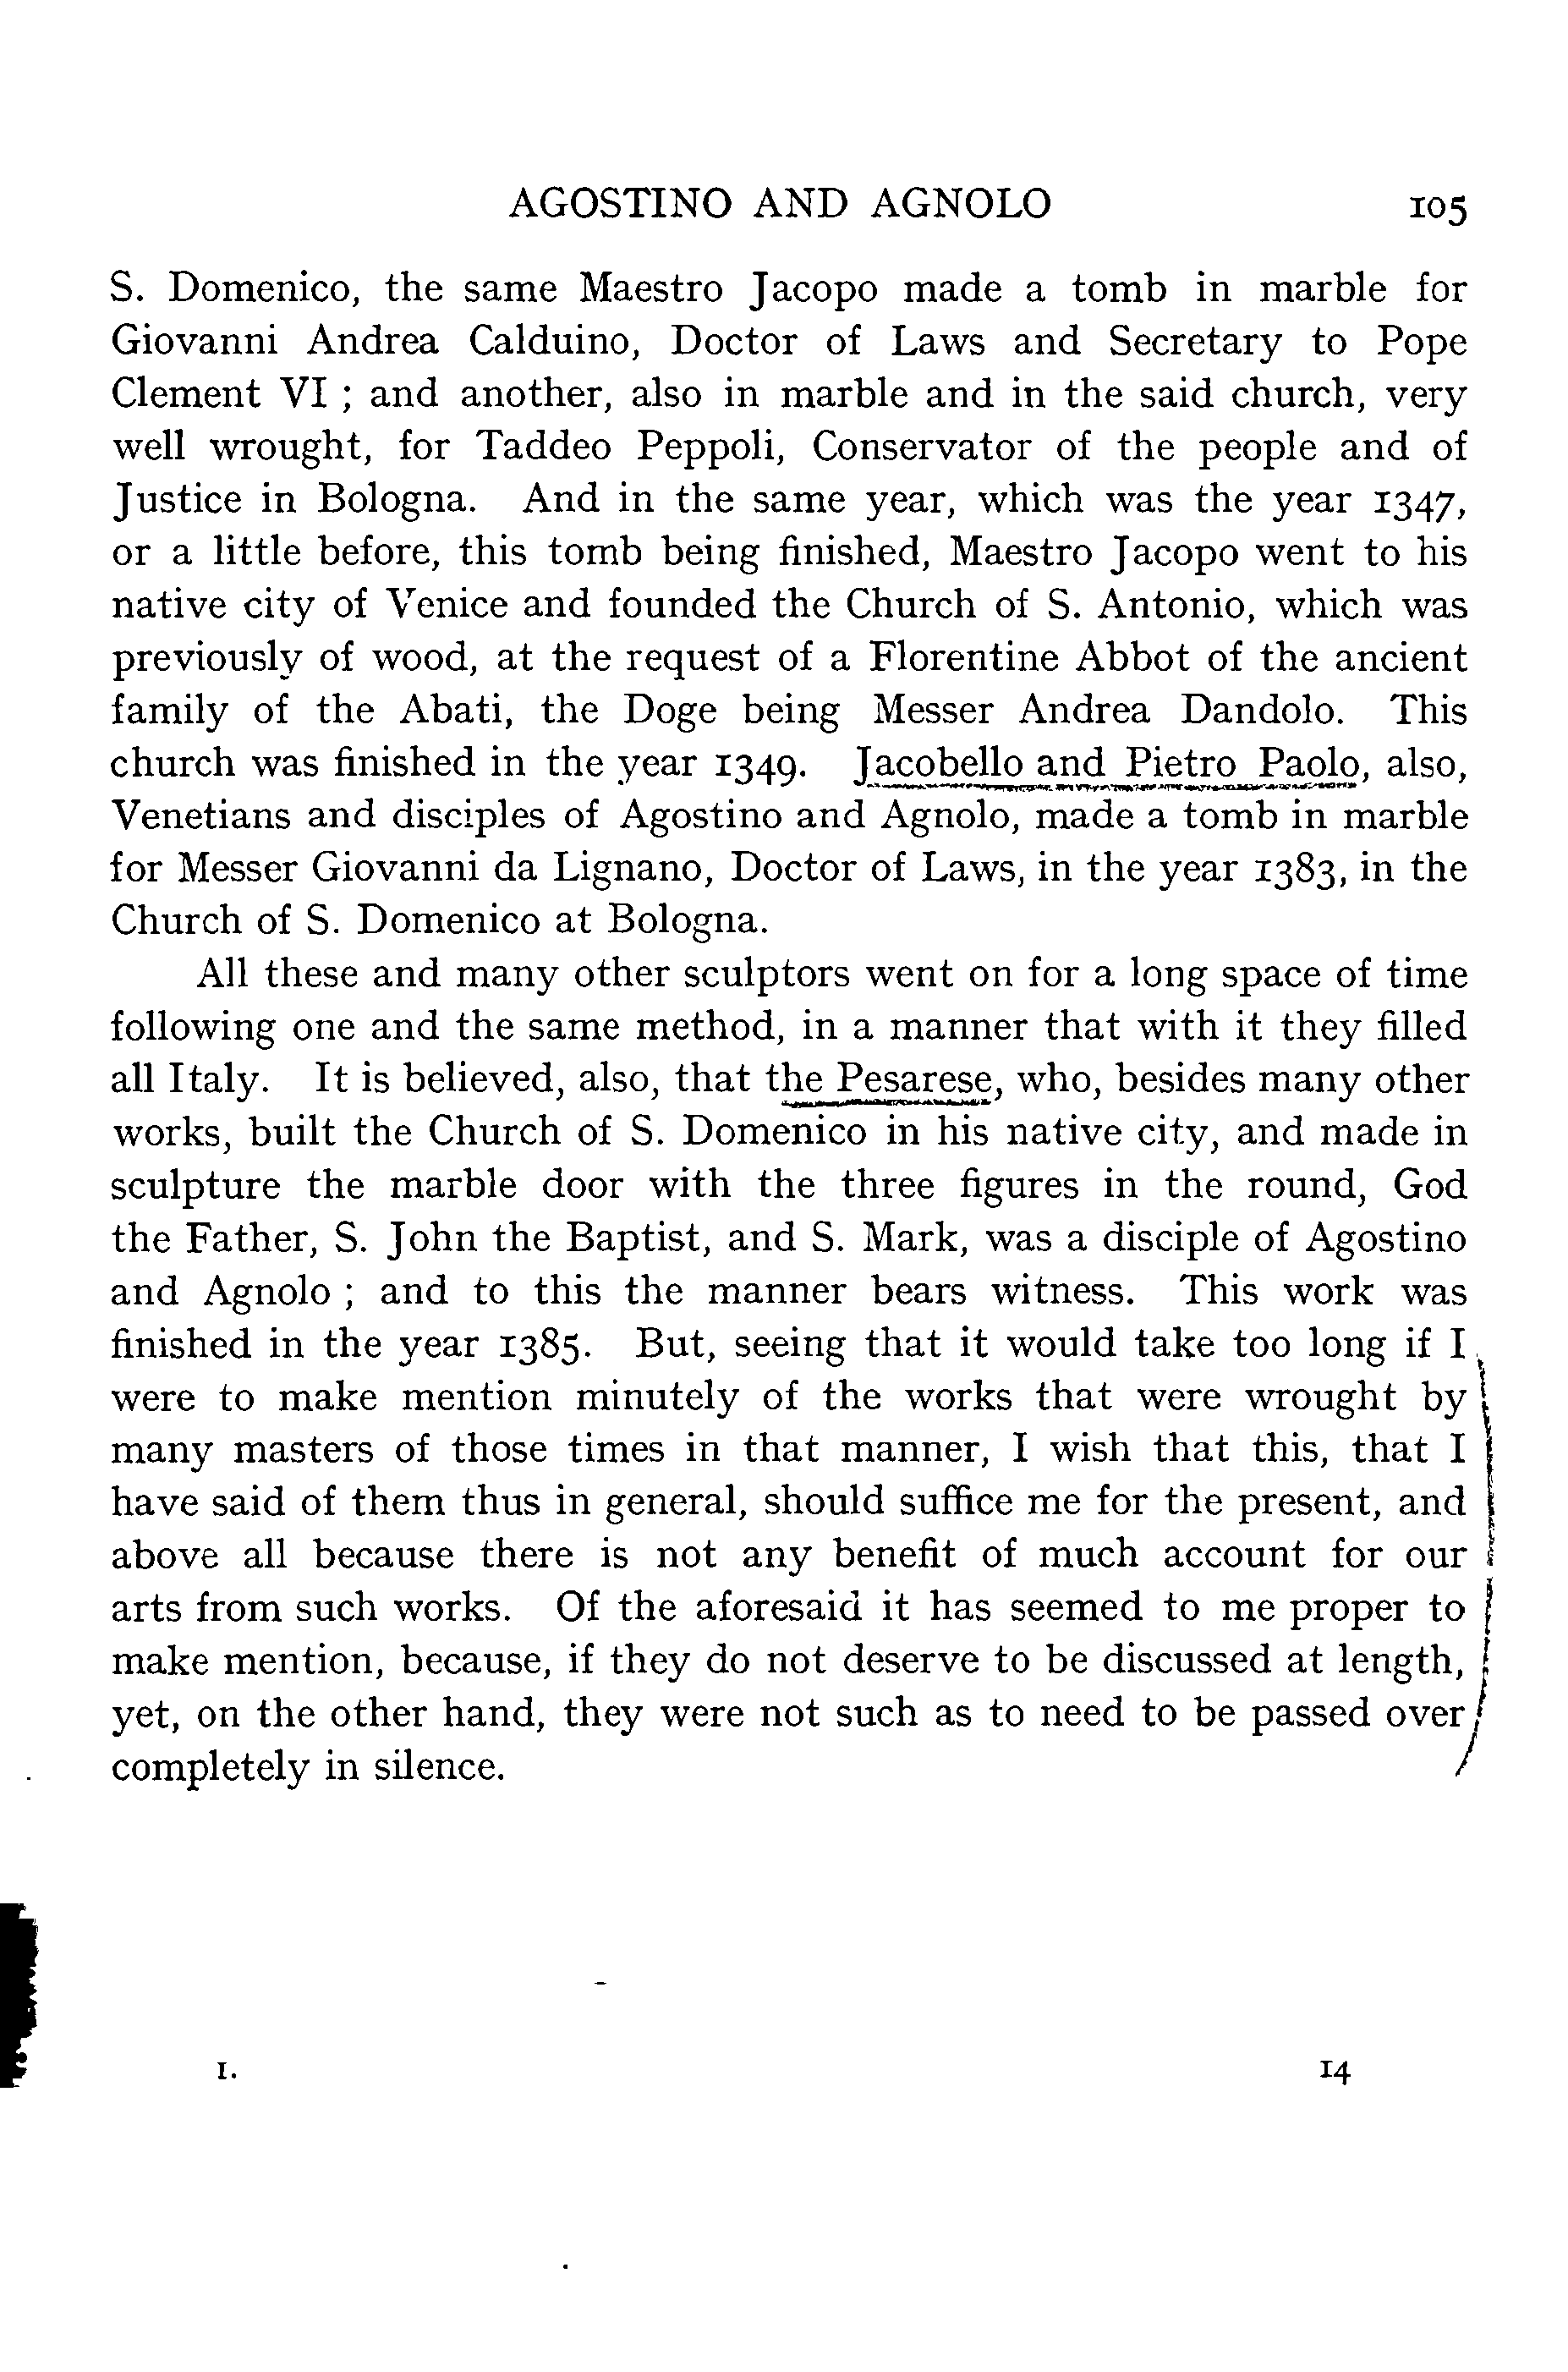 AGOSTINO AND AGNOLO 105
S. Domenico, the same Maestro Jacopo made a tomb in marble for
Giovanni Andrea Calduino, Doctor of Laws and Secretary to Pope
Clement VI ; and another, also in marble and in the said church, very
well wrought, for Taddeo Peppoli, Conservator of the people and of
Justice in Bologna. And in the same year, which was the year 1347,
or a little before, this tomb being finished, Maestro Jacopo went to his
native city of Venice and founded the Church of S. Antonio, which was
previously of wood, at the request of a Florentine Abbot of the ancient
family of the Abati, the Doge being Messer Andrea Dandolo. This
church was finished in the year 1349. Jacobello and Pietro Paolo, also,
Venetians and disciples of Agostino and Agnolo, made a tomb in marble
for Messer Giovanni da Lignano, Doctor of Laws, in the year 1383, in the
Church of S. Domenico at Bologna.
All these and many other sculptors went on for a long space of time
following one and the same method, in a manner that with it they filled
all Italy. It is believed, also, that the Pesarese, who, besides many other
works, built the Church of S. Domenico in his native city, and made in
sculpture the marble door with the three figures in the round, God
the Father, S. John the Baptist, and S. Mark, was a disciple of Agostino
and Agnolo ; and to this the manner bears witness. This work was
finished in the year 1385. But, seeing that it would take too long if I
were to make mention minutely of the works that were wrought by
many masters of those times in that manner, I wish that this, that I
have said of them thus in general, should suffice me for the present, and
above all because there is not any benefit of much account for our
arts from such works. Of the aforesaid it has seemed to me proper to
make mention, because, if they do not deserve to be discussed at length,
yet, on the other hand, they were not such as to need to be passed over
completely in silence.
I. 14